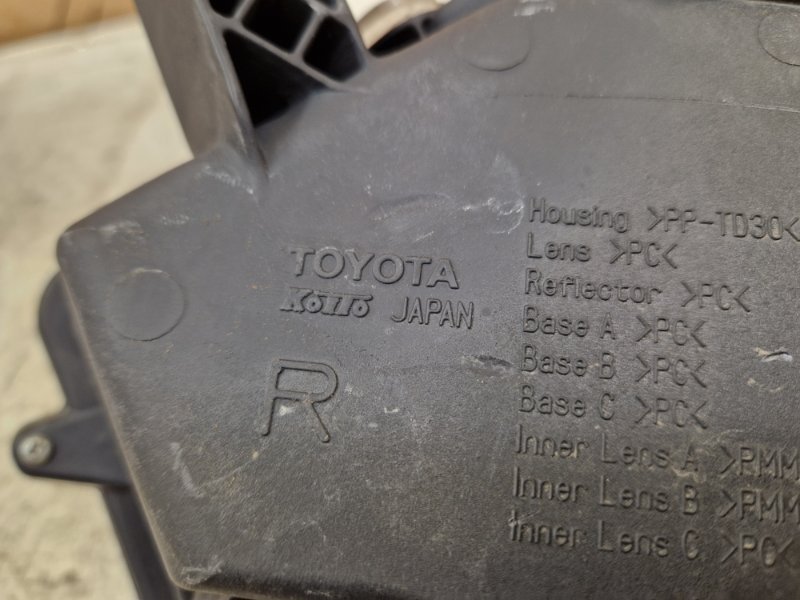 TOYOTA
KOITO JAPAN
R
Housing >PP-TD30<
Lens >PC<
Reflector >PC<
Base A >PC<
Base B >PC<
Base C >PC<
Inner Lens A >PMM
Inner Lens B >PMM
Inner Lens C >PC<